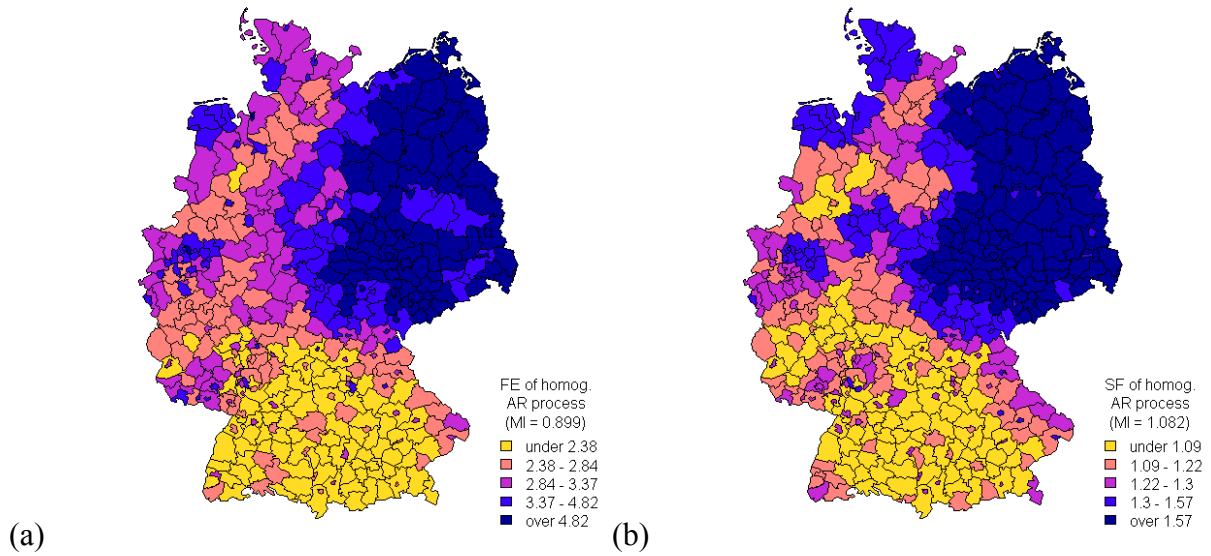 FE of homog.
AR process
(MI = 0.899)
under 2.38
2.38 - 2.84
2.84 - 3.37
3.37 - 4.82
over 4.82
(a)
SF of homog.
AR process
(MI = 1.082)
under 1.09
1.09 - 1.22
1.22 - 1.3
1.3 - 1.57
over 1.57
(b)